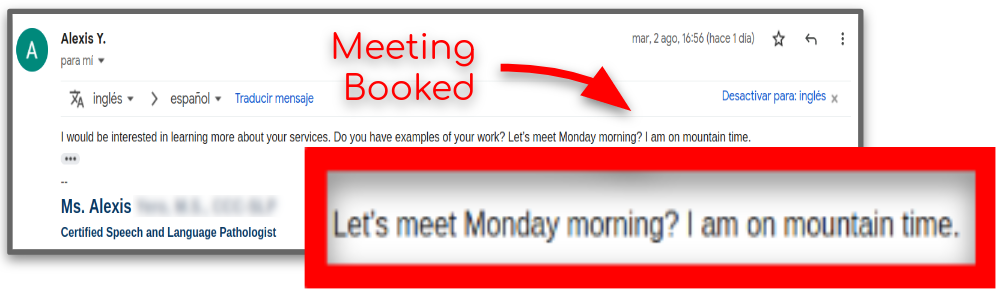 Alexis Y.
mar, 2 ago, 16:56 (hace 1 día)
para mí
Meeting
Booked
A
inglés
español
Traducir mensaje
Desactivar para: inglés x
I would be interested in learning more about your services. Do you have examples of your work? Let's meet Monday morning? I am on mountain time.
--
Ms. Alexis
Certified Speech and Language Pathologist
Let's meet Monday morning? I am on mountain time.